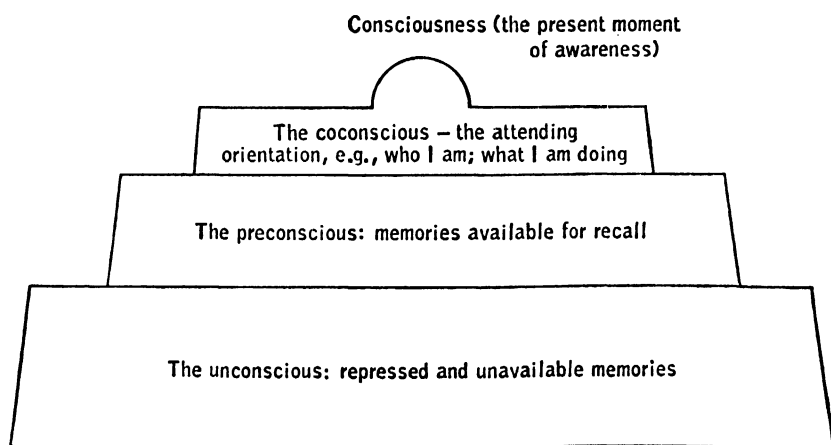 Consciousness (the present moment
of awareness)
The coconscious – the attending
orientation, e.g., who I am; what I am doing
The preconscious: memories available for recall
The unconscious: repressed and unavailable memories